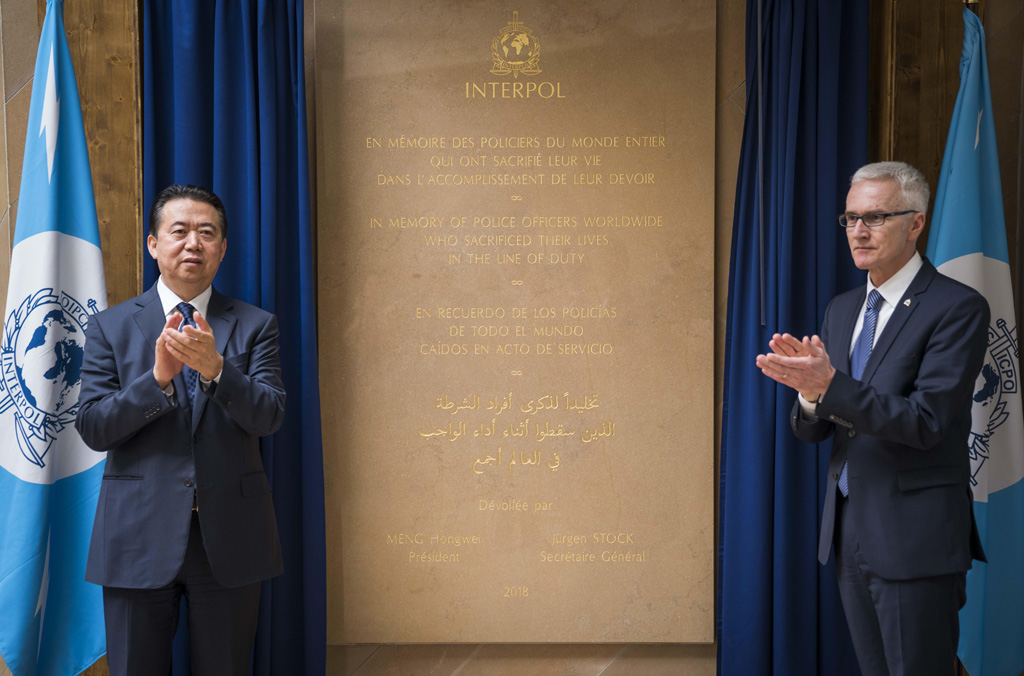 INTERPOL
EN MÉMOIRE DES POLICIERS DU MONDE ENTIER
QUI ONT SACRIFIÉ LEUR VIE
DANS L'ACCOMPLISSEMENT DE LEUR DEVOIR
IN MEMORY OF POLICE OFFICERS WORLDWIDE
WHO SACRIFICED THEIR LIVES
IN THE LINE OF DUTY
EN RECUERDO DE LOS POLICÍAS
DE TODO EL MUNDO
CAÍDOS EN ACTO DE SERVICIO
تخليداً لذكرى أفراد الشرطة
الذين سقطوا أثناء أداء الواجب
في العالم أجمع
Dévoilée par
MENG Hongwei Jürgen STOCK
Président Secrétaire Général
2018
OIPC
INTERPOL
ICPO